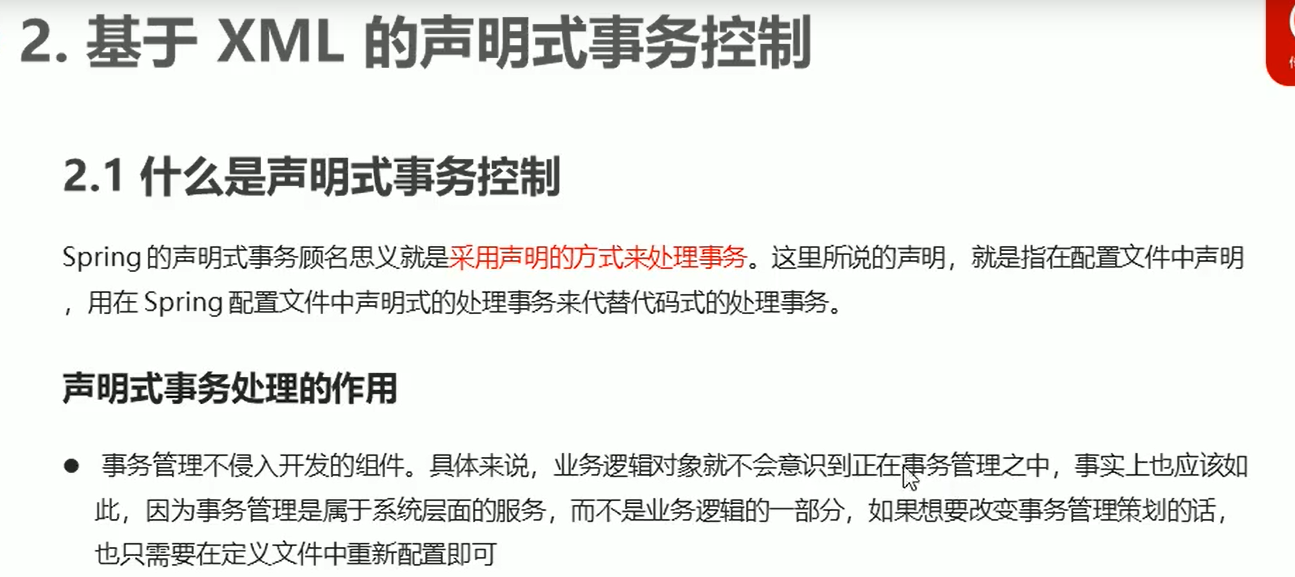 2. 基于 XML 的声明式事务控制
2.1 什么是声明式事务控制
Spring 的声明式事务顾名思义就是采用声明的方式来处理事务。这里所说的声明，就是指在配置文件中声明
，用在 Spring 配置文件中声明式的处理事务来代替代码式的处理事务。
声明式事务处理的作用
● 事务管理不侵入开发的组件。具体来说，业务逻辑对象就不会意识到正在事务管理之中，事实上也应该如
此，因为事务管理是属于系统层面的服务，而不是业务逻辑的一部分，如果想要改变事务管理策划的话，
也只需要在定义文件中重新配置即可